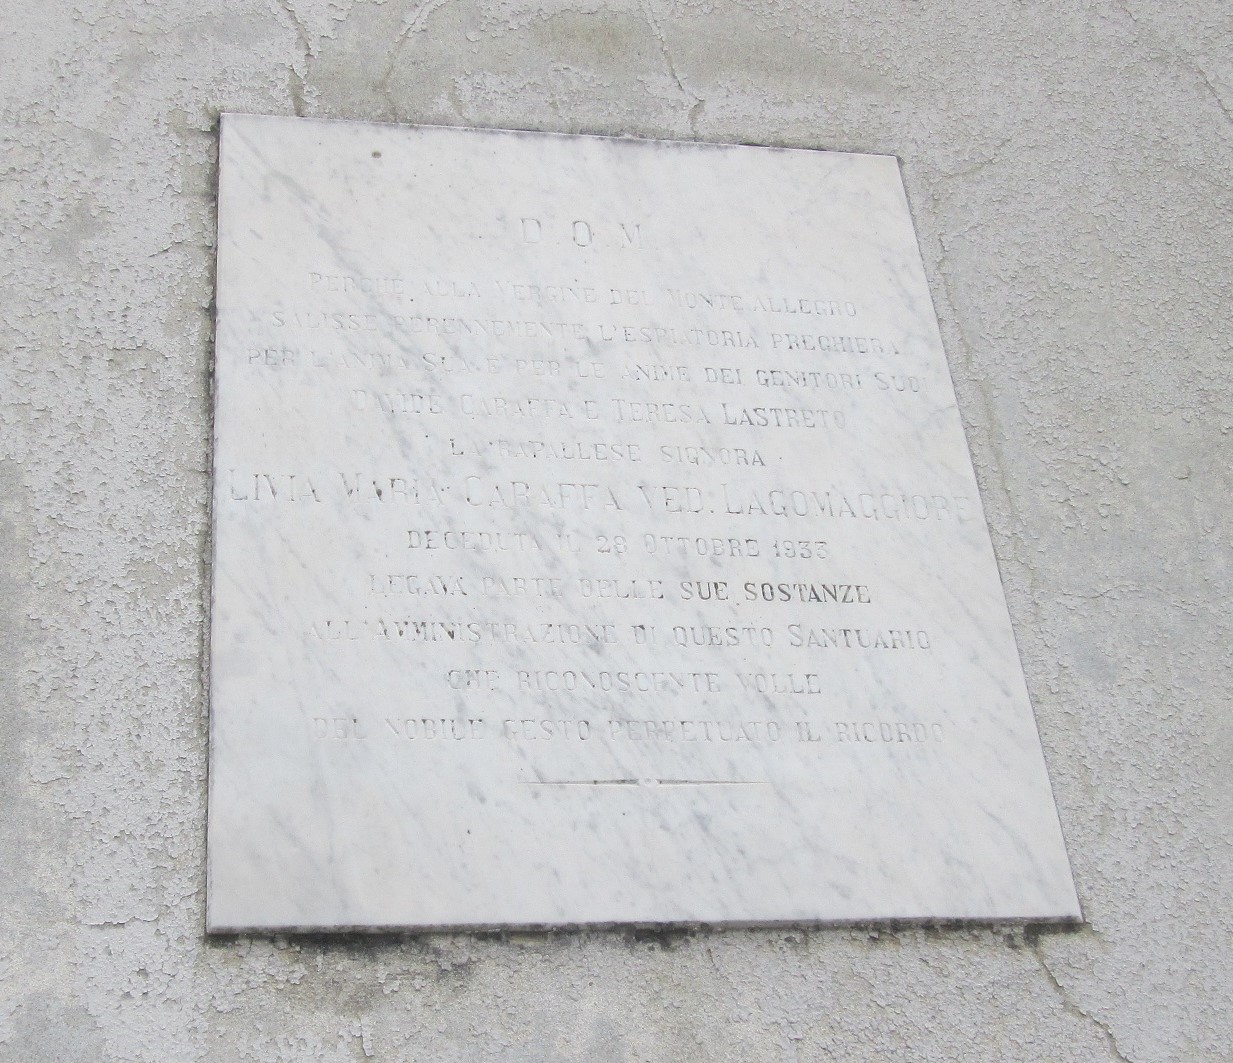 D. O. M.
PERCHÈ ALLA VERGINE DEL MONTE ALLEGRO
SALISSE PERENNEMENTE L'ESPIATORIA PREGHIERA
PER L'ANIMA SUA E PER LE ANIME DEI GENITORI SUOI
DAVIDE CARAFFA E TERESA LASTRETO
LA RAPALLESE SIGNORA
LIVIA MARIA CARAFFA VED: LAGOMAGGIORE
DECEDUTA IL 28 OTTOBRE 1933
LEGAVA PARTE DELLE SUE SOSTANZE
ALL'AMMINISTRAZIONE DI QUESTO SANTUARIO
CHE RICONOSCENTE VOLLE
DEL NOBILE GESTO PERPETUATO IL RICORDO